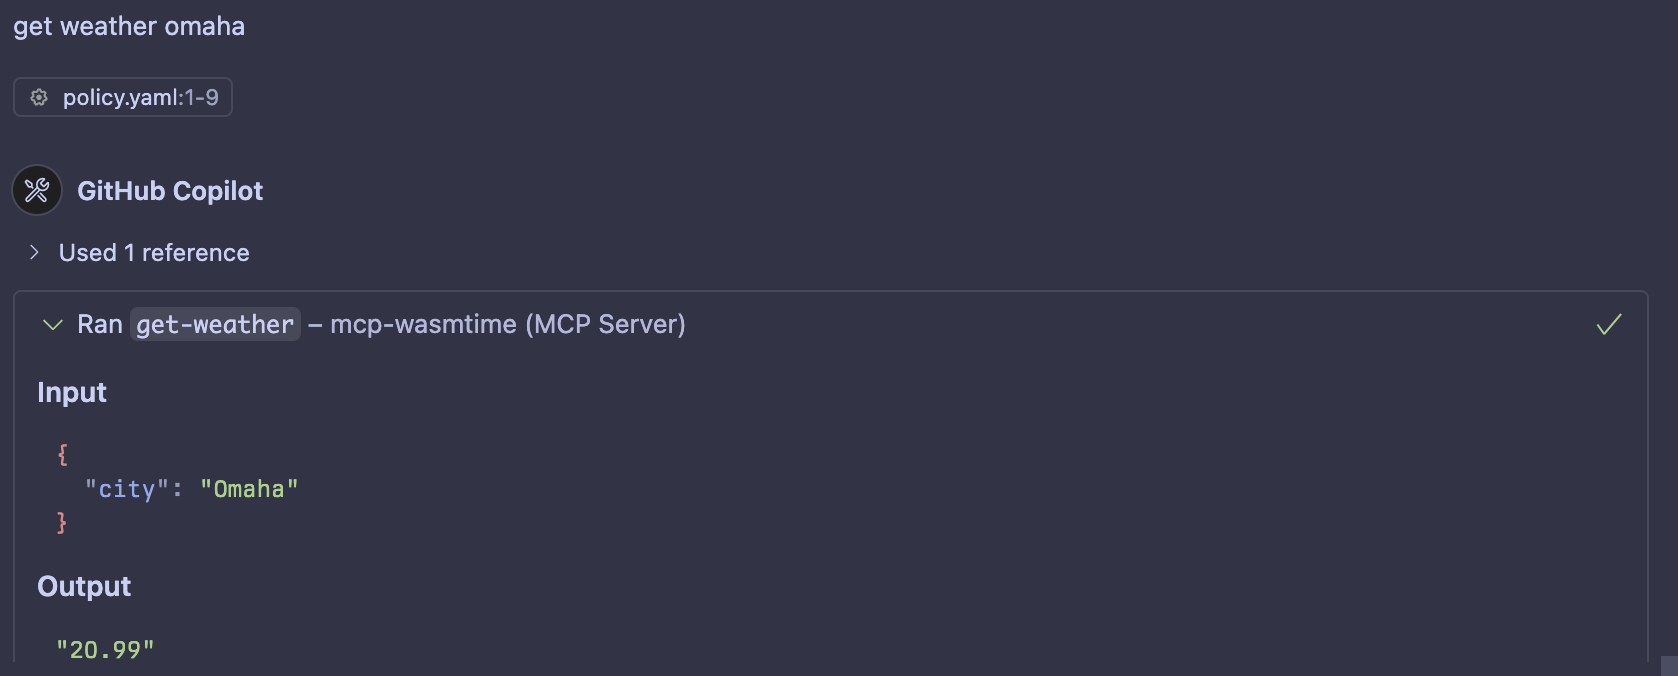 get weather omaha
policy.yaml:1-9
GitHub Copilot
Used 1 reference
Ran get-weather – mcp-wasmtime (MCP Server)
Input
{
"city": "Omaha"
}
Output
"20.99"